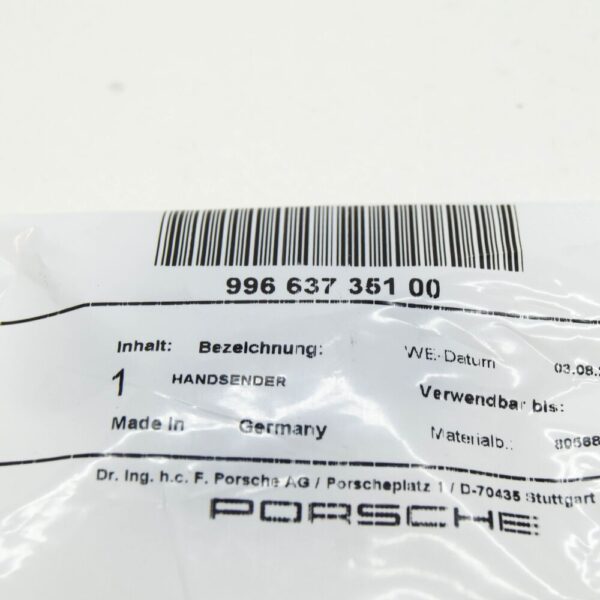 996 637 351 00
Inhalt: Bezeichnung: WE-Datum 03.08.
1 HANDSENDER Verwendbar bis:
Made in Germany Materialb.: 80568
Dr. Ing. h.c. F. Porsche AG / Porscheplatz 1 / D-70435 Stuttgart
PORSCHE